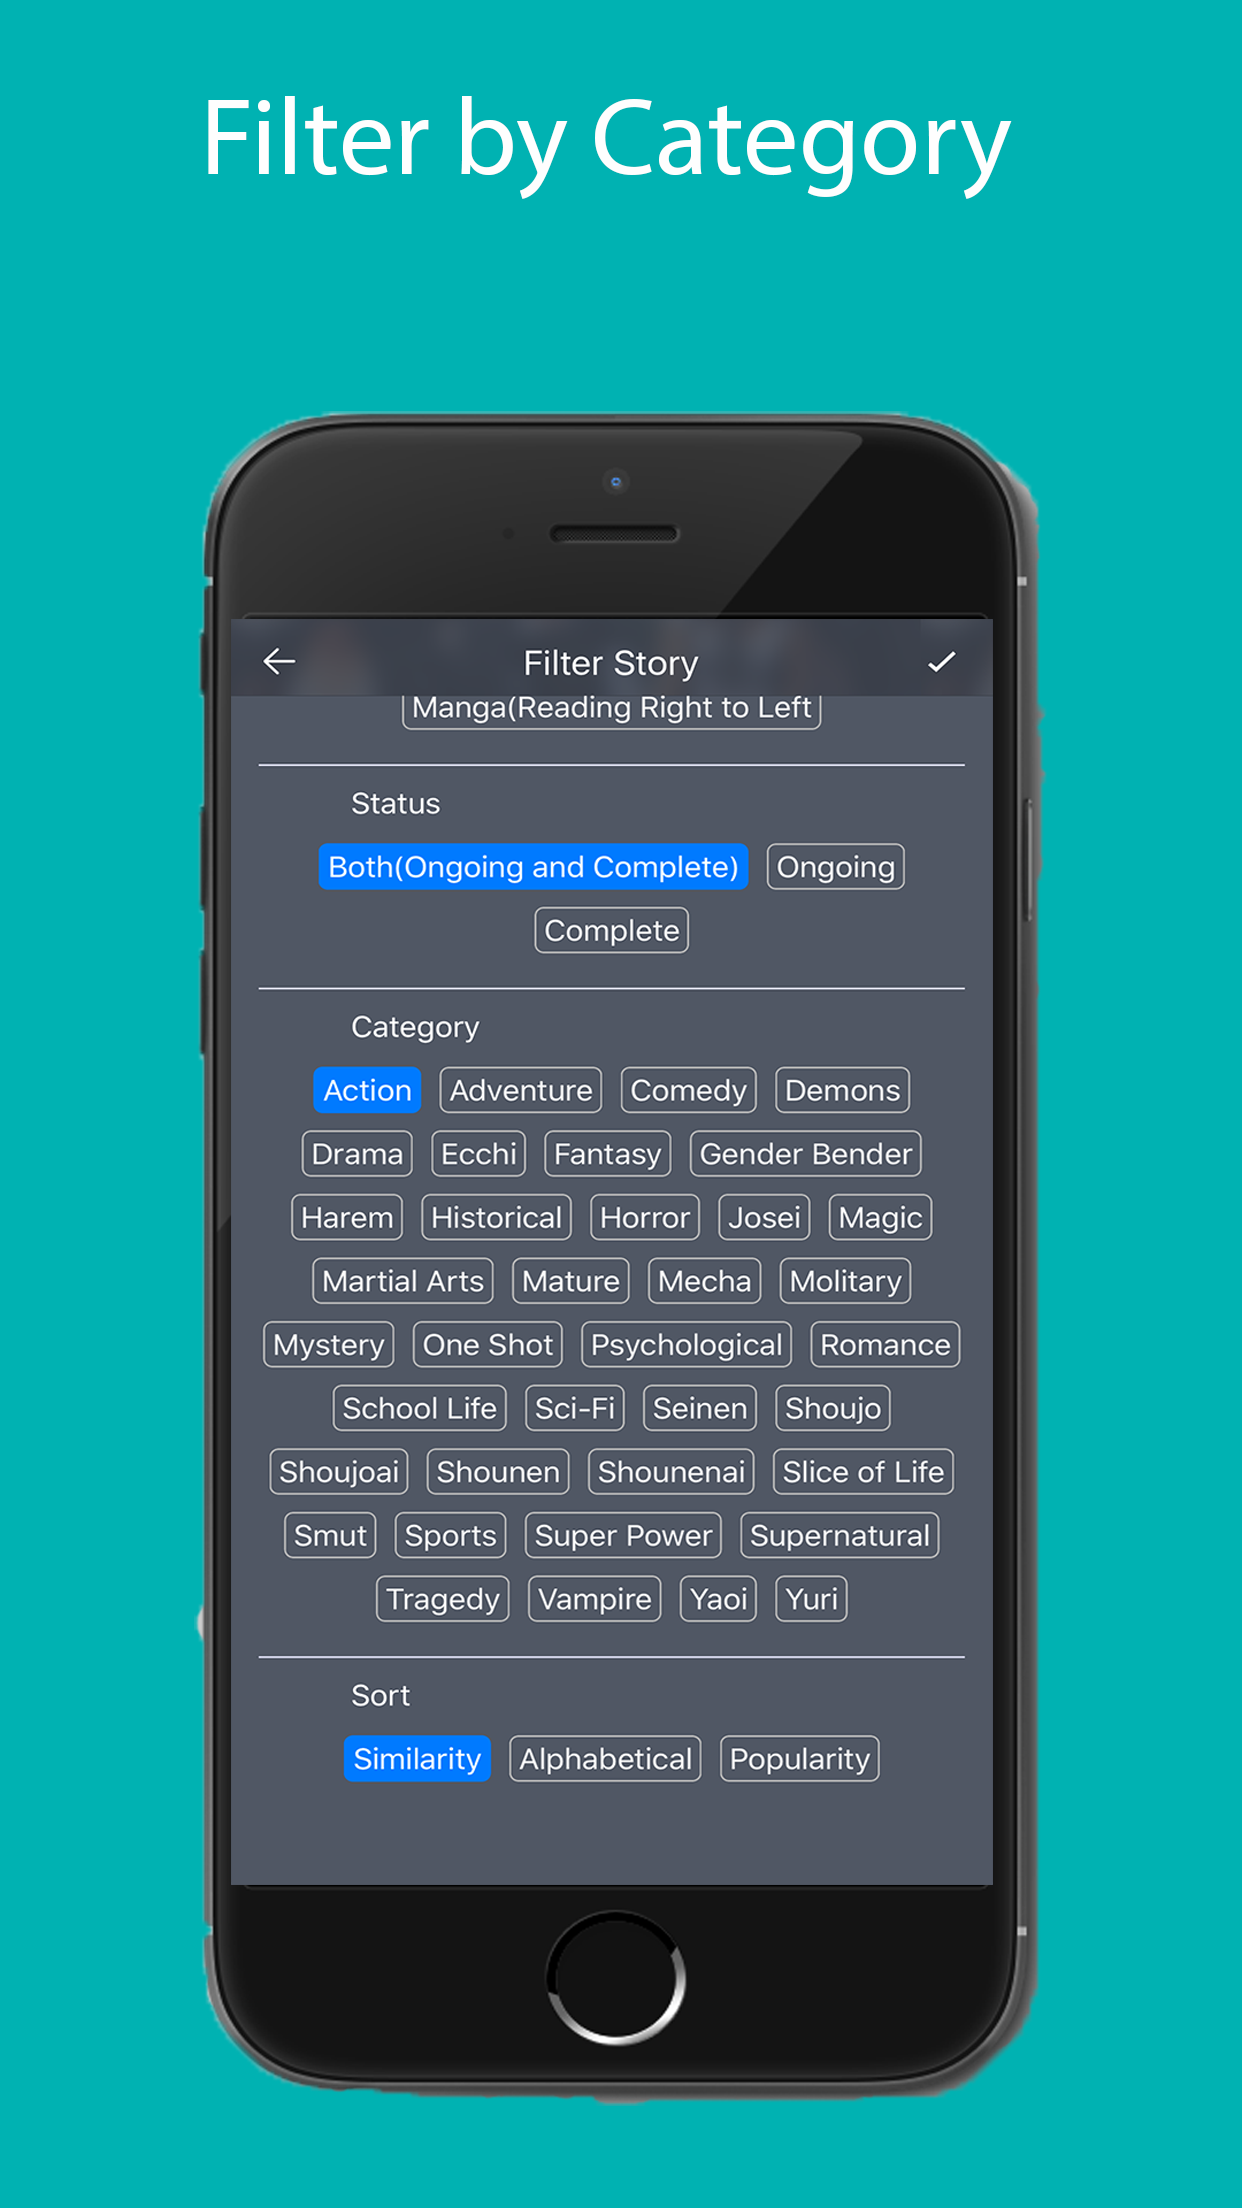 Filter by Category
Filter Story
Manga(Reading Right to Left
Status
Both(Ongoing and Complete) Ongoing
Complete
Category
Action Adventure Comedy Demons
Drama Ecchi Fantasy Gender Bender
Harem Historical Horror Josei Magic
Martial Arts Mature Mecha Molitary
Mystery One Shot Psychological Romance
School Life Sci-Fi Seinen Shoujo
Shoujoai Shounen Shounenai Slice of Life
Smut Sports Super Power Supernatural
Tragedy Vampire Yaoi Yuri
Sort
Similarity Alphabetical Popularity